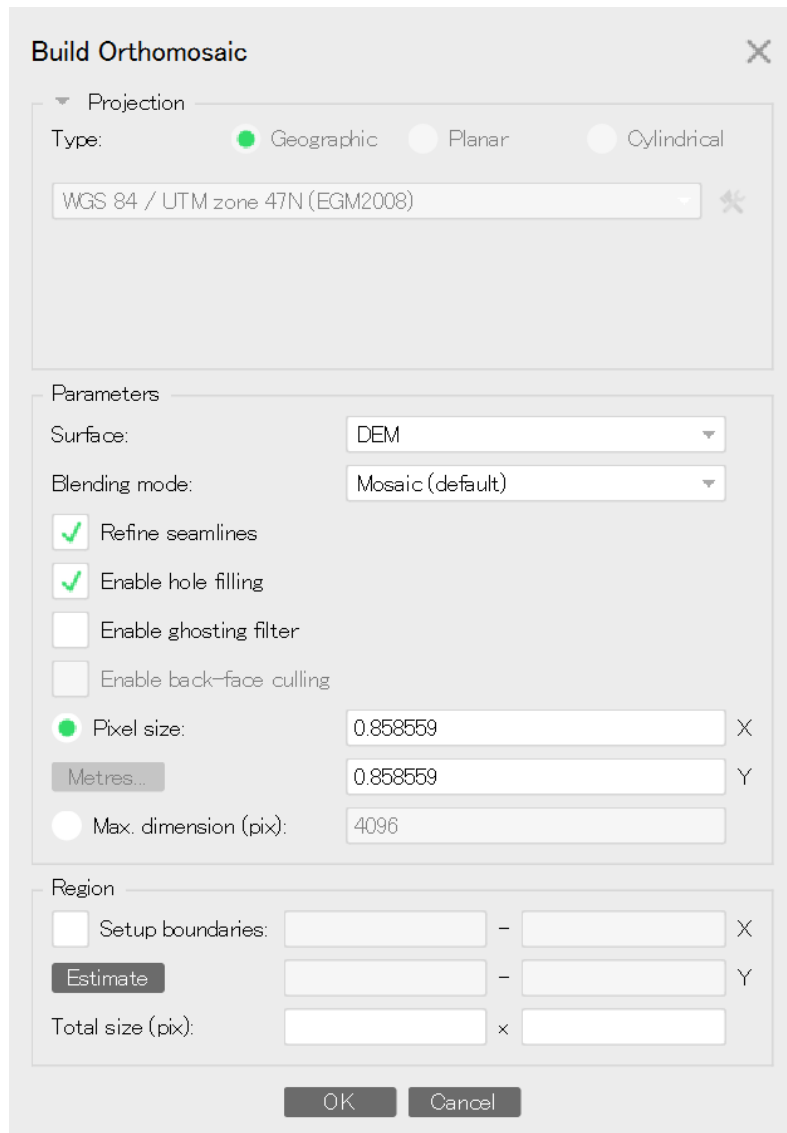 Build Orthomosaic
Projection
Type: Geographic Planar Cylindrical
WGS 84 / UTM zone 47N (EGM2008)
Parameters
Surface: DEM
Blending mode: Mosaic (default)
Refine seamlines
Enable hole filling
Enable ghosting filter
Enable back-face culling
Pixel size: 0.858559 X
Metres... 0.858559 Y
Max. dimension (pix): 4096
Region
Setup boundaries: - X
Estimate - Y
Total size (pix): ×
OK Cancel